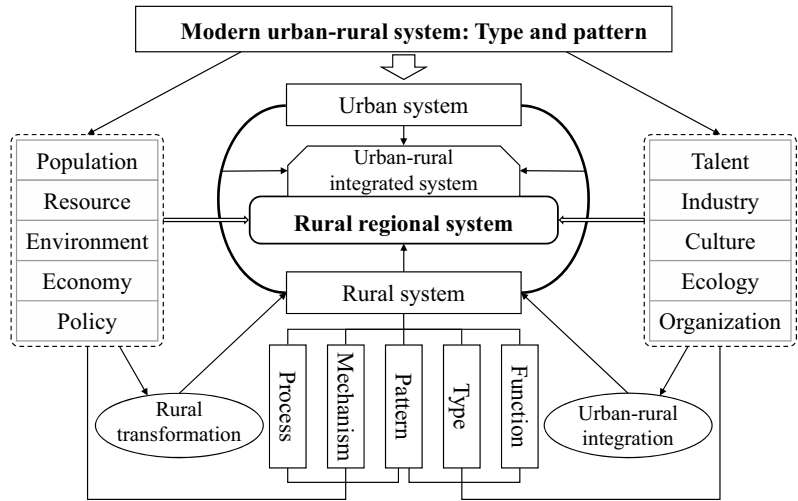 Modern urban-rural system: Type and pattern
Urban system
Urban-rural
integrated system
Rural regional system
Rural system
Population
Resource
Environment
Economy
Policy
Talent
Industry
Culture
Ecology
Organization
Rural
transformation
Process
Mechanism
Pattern
Type
Function
Urban-rural
integration